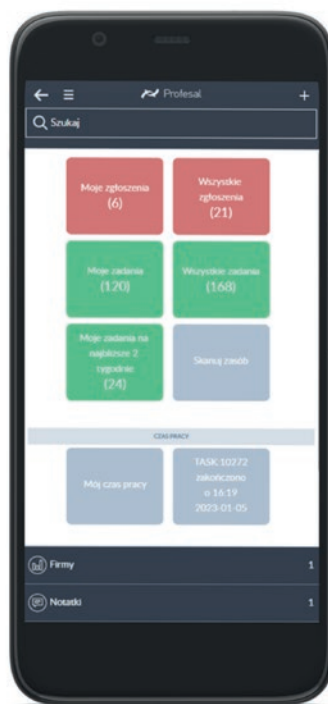 Profesal
Szukaj
Moje zgłoszenia
(6)
Wszystkie
zgłoszenia
(21)
Moje zadania
(120)
Wszystkie zadania
(168)
Moje zadania na
najbliższe 2
tygodnie
(24)
Skanuj zasób
CZAS PRACY
Mój czas pracy
TASK:10272
zakończono
o 16:19
2023-01-05
Firmy 1
Notatki 1